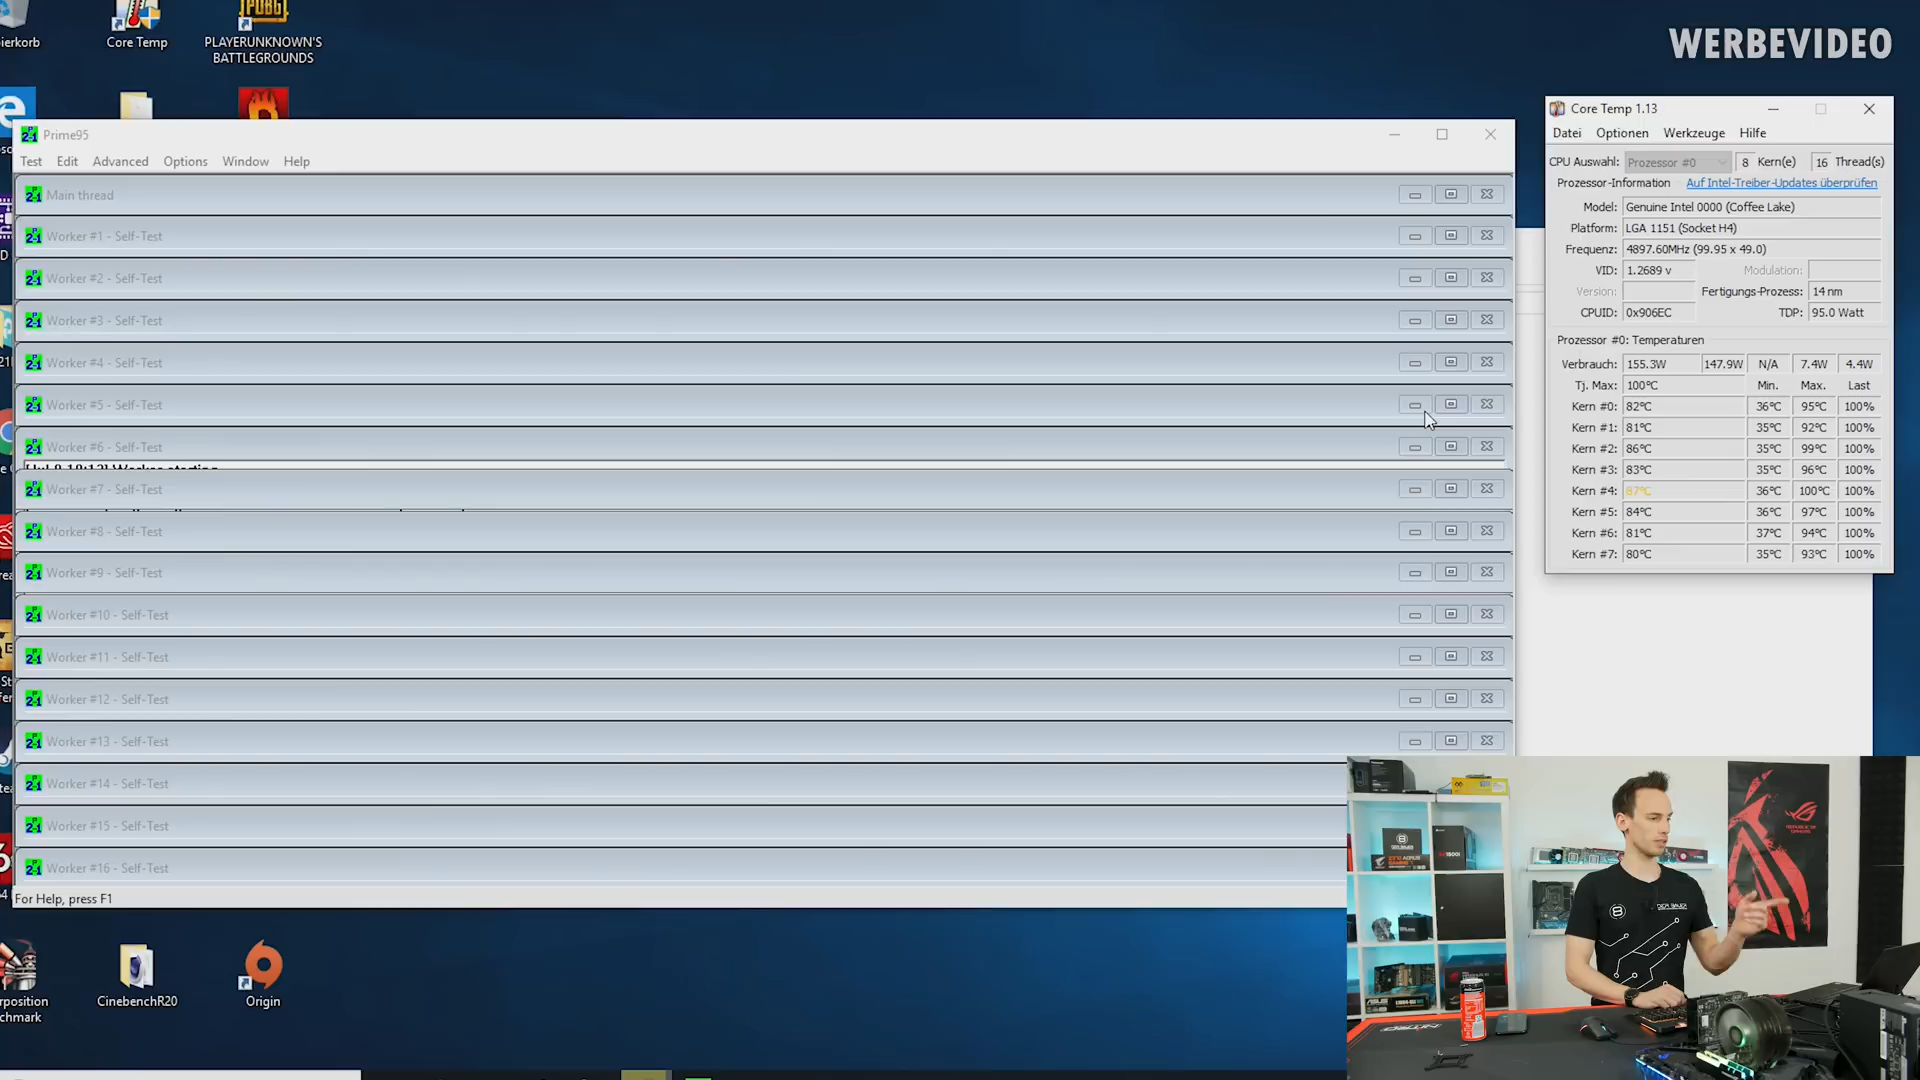 WERBEVIDEO
Core Temp
PLAYERUNKNOWN'S
BATTLEGROUNDS
Prime95
Test Edit Advanced Options Window Help
Main thread
Worker #1 - Self-Test
Worker #2 - Self-Test
Worker #3 - Self-Test
Worker #4 - Self-Test
Worker #5 - Self-Test
Worker #6 - Self-Test
Worker #7 - Self-Test
Worker #8 - Self-Test
Worker #9 - Self-Test
Worker #10 - Self-Test
Worker #11 - Self-Test
Worker #12 - Self-Test
Worker #13 - Self-Test
Worker #14 - Self-Test
Worker #15 - Self-Test
Worker #16 - Self-Test
For Help, press F1
Core Temp 1.13
Datei Optionen Werkzeuge Hilfe
CPU Auswahl: Prozessor #0 8 Kern(e) 16 Thread(s)
Prozessor-Information Auf Intel-Treiber-Updates überprüfen
Model: Genuine Intel 0000 (Coffee Lake)
Platform: LGA 1151 (Socket H4)
Frequenz: 4897.60MHz (99.95 x 49.0)
VID: 1.2689 v Modulation:
Version: Fertigungs-Prozess: 14 nm
CPUID: 0x906EC TDP: 95.0 Watt
Prozessor #0: Temperaturen
Verbrauch: 155.3W 147.9W N/A 7.4W 4.4W
Tj. Max: 100°C Min. Max. Last
Kern #0: 82°C 36°C 95°C 100%
Kern #1: 81°C 35°C 92°C 100%
Kern #2: 86°C 35°C 99°C 100%
Kern #3: 83°C 35°C 96°C 100%
Kern #4: 87°C 36°C 100°C 100%
Kern #5: 84°C 36°C 97°C 100%
Kern #6: 81°C 37°C 94°C 100%
Kern #7: 80°C 35°C 93°C 100%
CinebenchR20
Origin